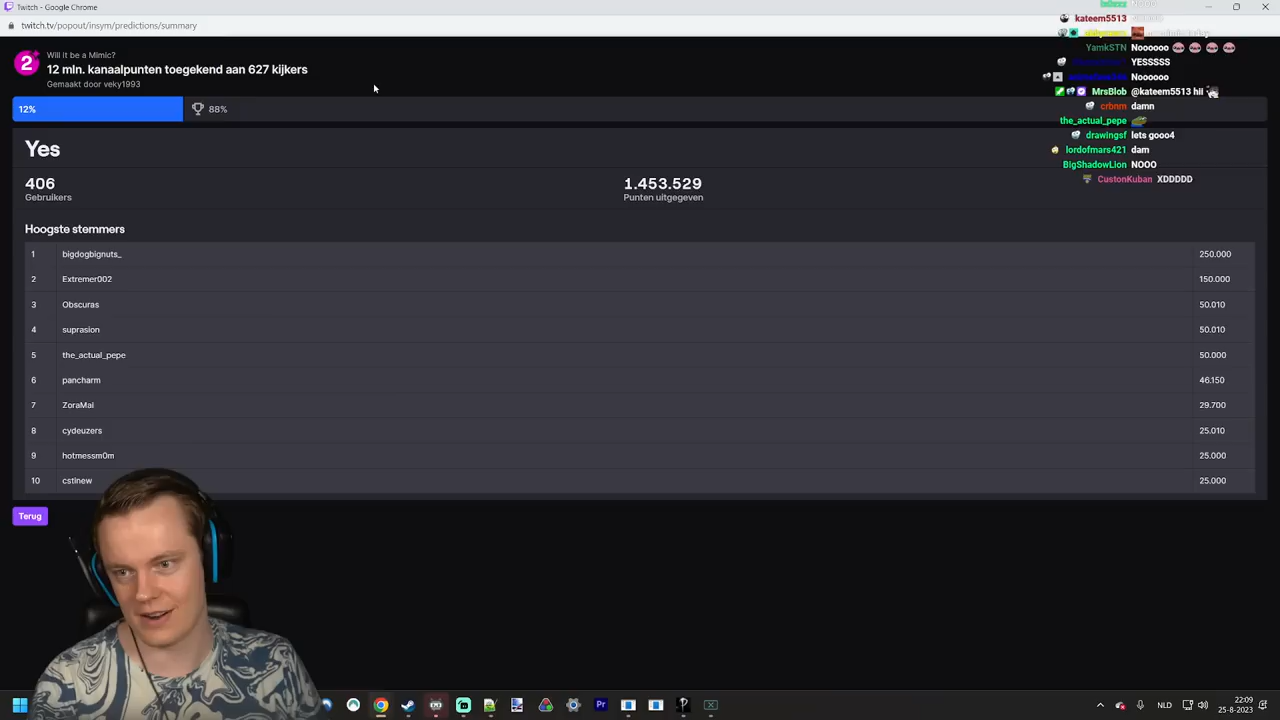 Twitch - Google Chrome
twitch.tv/popout/insym/predictions/summary
Will it be a Mimic?
12 mln. kanaalpunten toegekend aan 627 kijkers
Gemaakt door veky1993
12%
88%
Yes
406
Gebruikers
1.453.529
Punten uitgegeven
Hoogste stemmers
1 bigdogbignuts_ 250.000
2 Extremer002 150.000
3 Obscuras 50.010
4 suprasion 50.010
5 the_actual_pepe 50.000
6 pancharm 46.150
7 ZoraMai 29.700
8 cydeuzers 25.010
9 hotmessm0m 25.000
10 cstlnew 25.000
Terug
kateem5513
YamkSTN Noooooo
YESSSSS
Noooooo
MrsBlob @kateem5513 hii
crbnm damn
the_actual_pepe
drawingsf lets gooo4
lordofmars421 dam
BigShadowLion NOOO
CustonKuban XDDDDD
NLD
22:09
25-8-2023